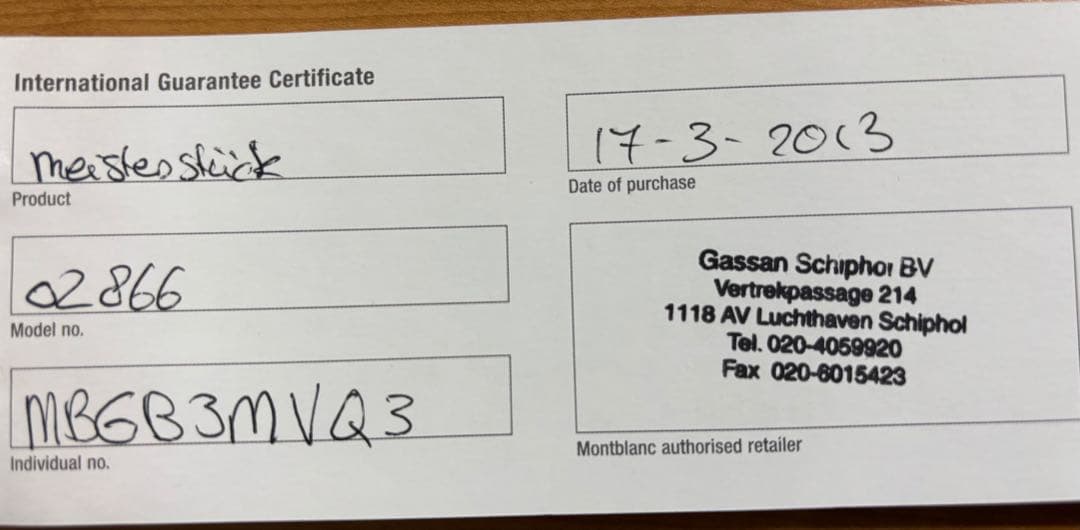 International Guarantee Certificate
Meisterstück
Product
02866
Model no.
MBGB3MVQ3
Individual no.
17-3-2013
Date of purchase
Gassan Schiphol BV
Vertrekpassage 214
1118 AV Luchthaven Schiphol
Tel. 020-4059920
Fax 020-6015423
Montblanc authorised retailer